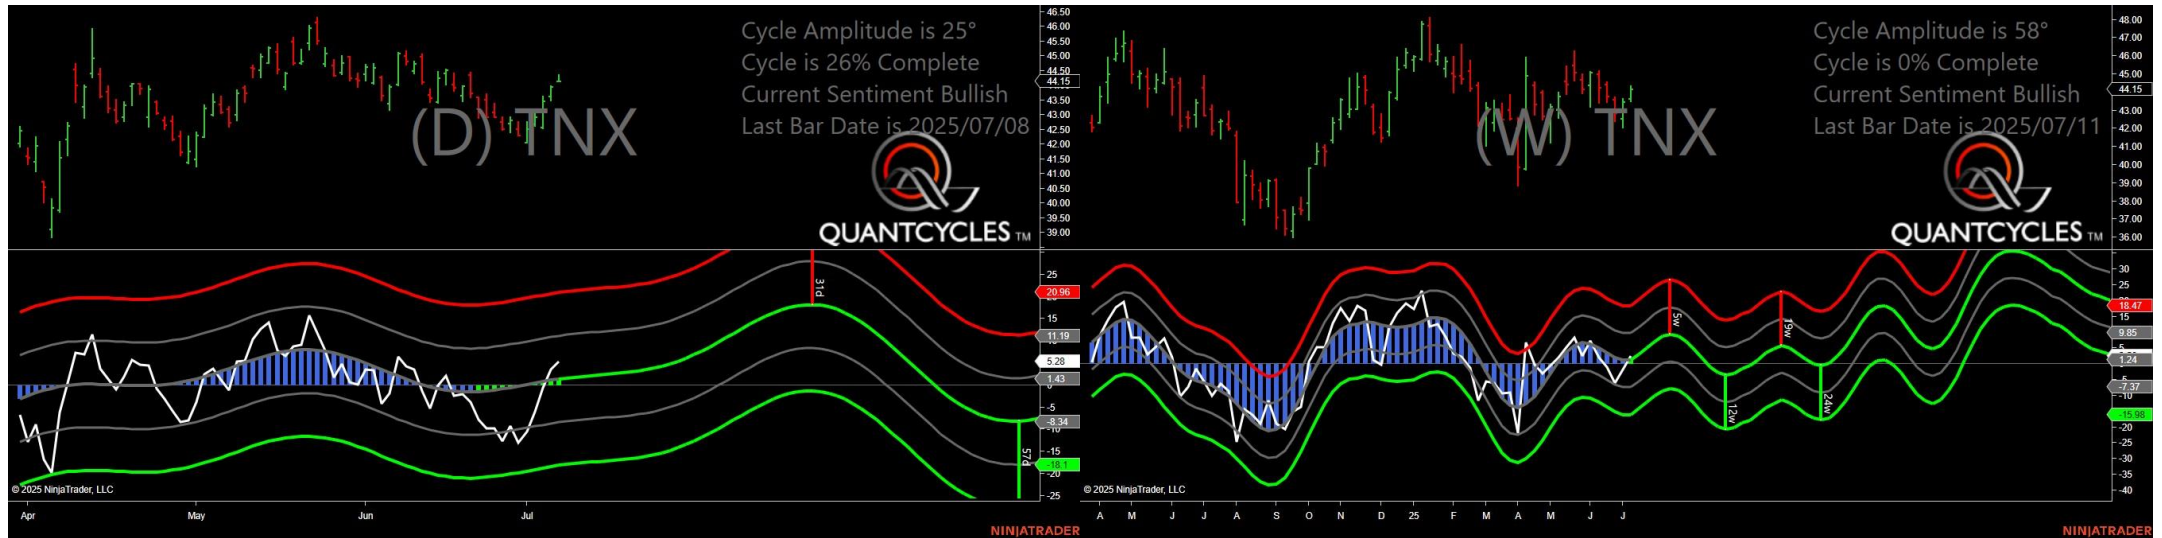 Cycle Amplitude is 25°
Cycle is 26% Complete
Current Sentiment Bullish
Last Bar Date is 2025/07/08
(D) TNX
QUANTCYCLES TM
46.50
46.00
45.50
45.00
44.50
44.15
43.50
43.00
42.50
42.00
41.50
41.00
40.50
40.00
39.50
39.00
31d
57d
25
20.96
15
11.19
5.28
1.43
-5
-8.34
-10
-18.1
-20
-25
© 2025 NinjaTrader, LLC
Apr May Jun Jul
NINJATRADER
Cycle Amplitude is 58°
Cycle is 0% Complete
Current Sentiment Bullish
Last Bar Date is 2025/07/11
(W) TNX
QUANTCYCLES TM
48.00
47.00
46.00
45.00
44.15
43.00
42.00
41.00
40.00
39.00
38.00
37.00
36.00
5w
19w
12w
24w
30
25
18.47
15
9.85
5
1.24
-5
-7.37
-10
-15.98
-20
-25
-30
-35
-40
© 2025 NinjaTrader, LLC
A M J J A S O N D 25 F M A M J J
NINJATRADER